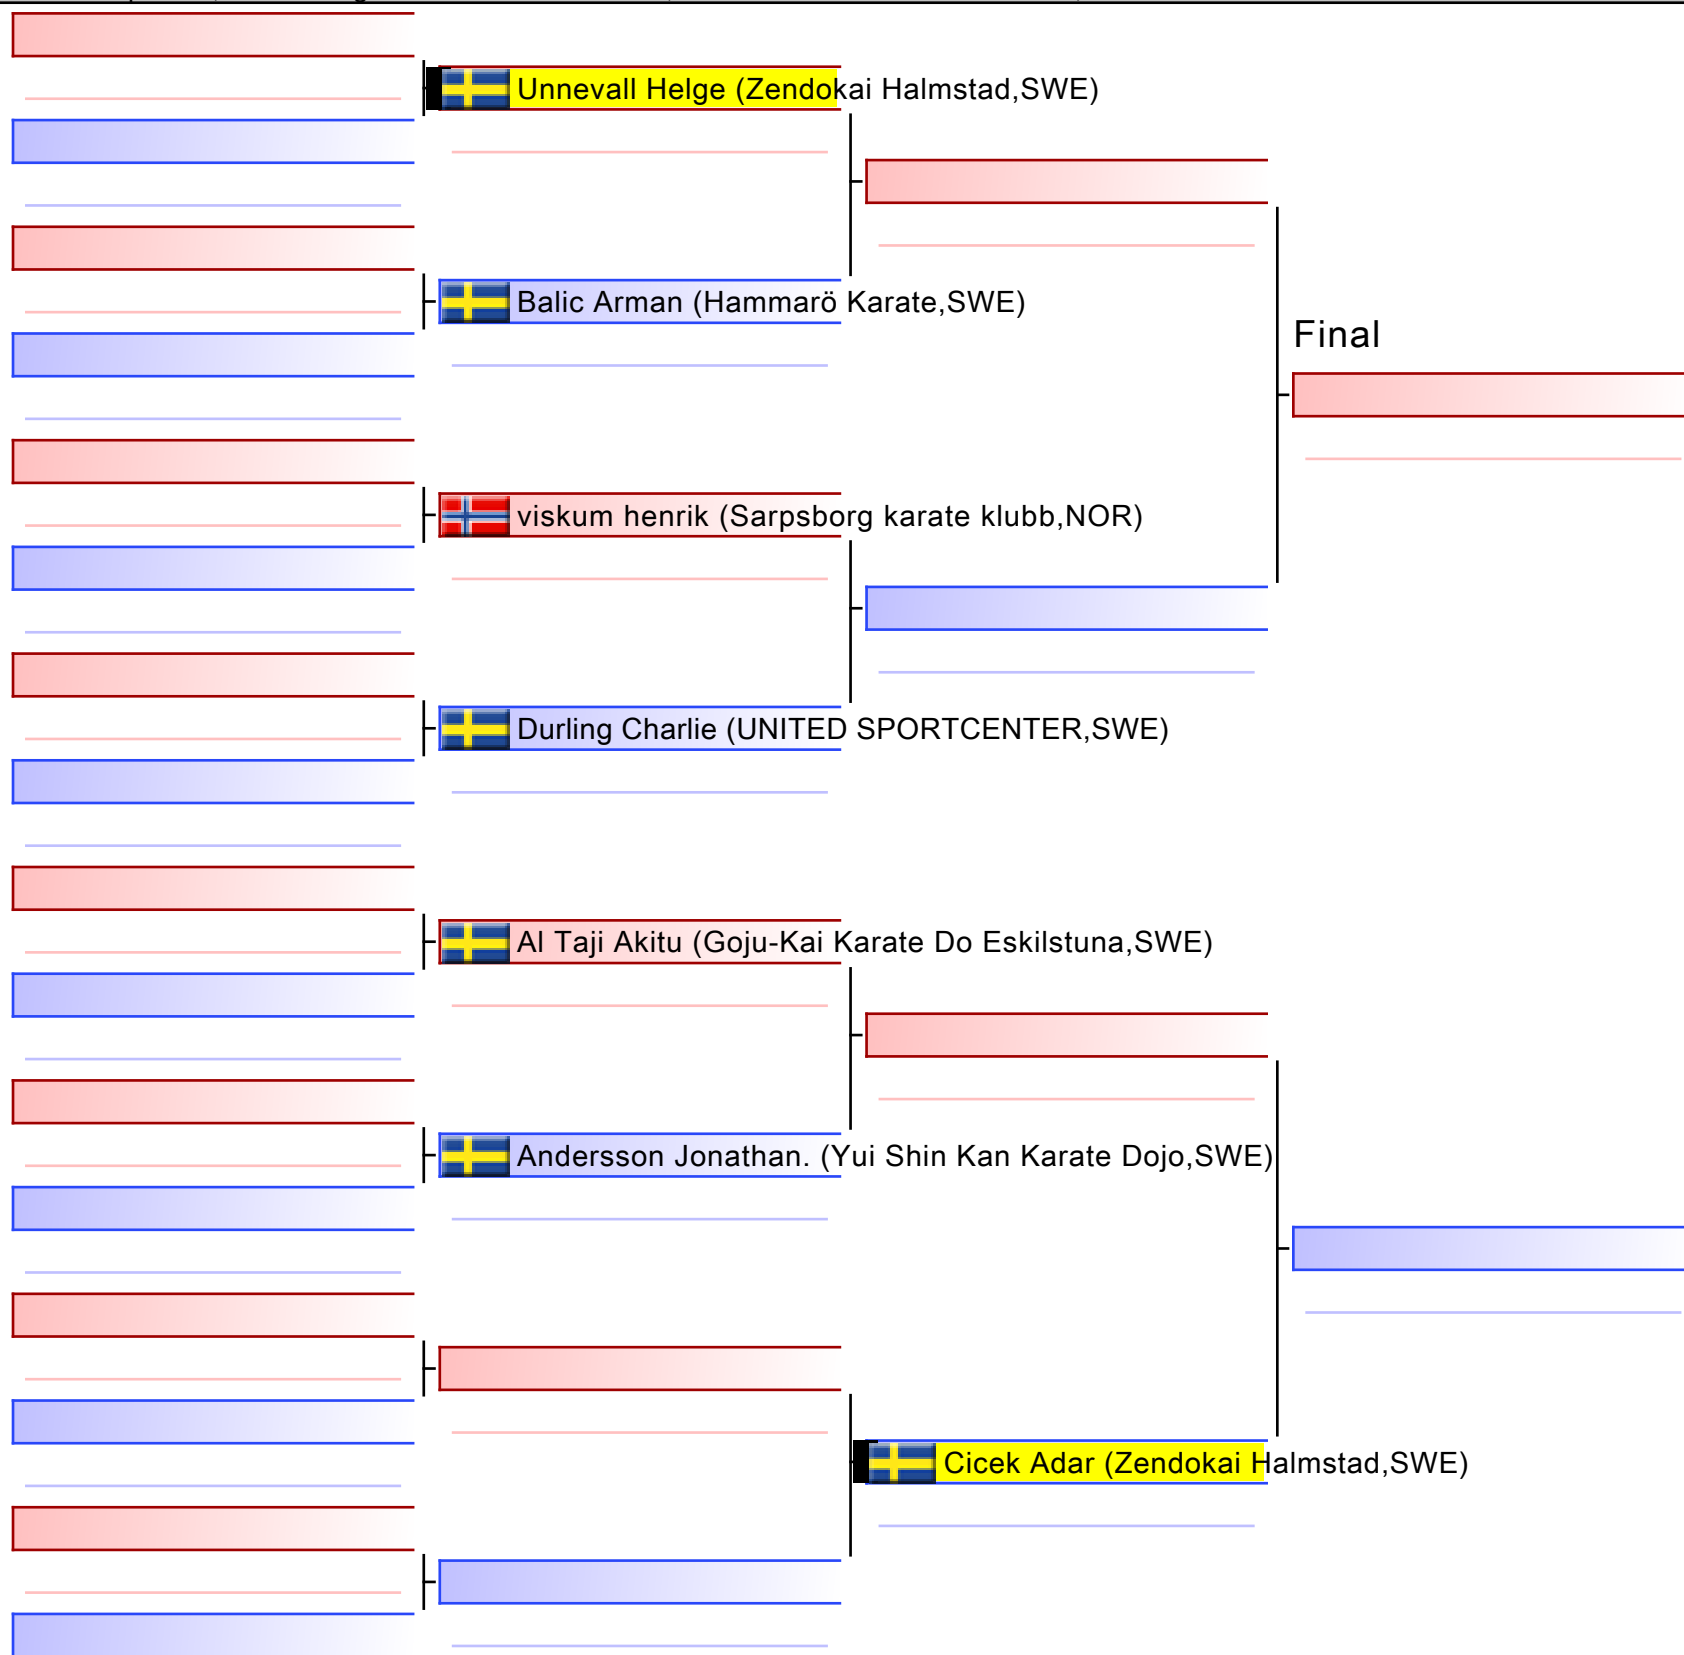 Unnevall Helge (Zendokai Halmstad,SWE)
Balic Arman (Hammarö Karate,SWE)
Final
viskum henrik (Sarpsborg karate klubb,NOR)
Durling Charlie (UNITED SPORTCENTER,SWE)
Al Taji Akitu (Goju-Kai Karate Do Eskilstuna,SWE)
Andersson Jonathan. (Yui Shin Kan Karate Dojo,SWE)
Cicek Adar (Zendokai Halmstad,SWE)